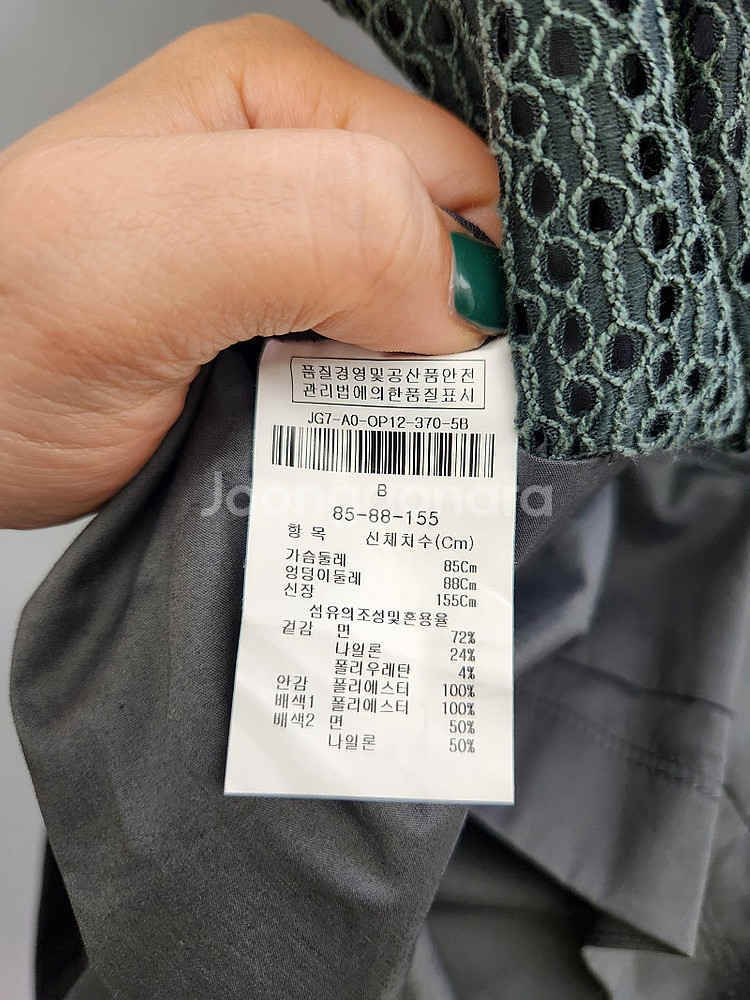 품질경영및공산품안전
관리법에의한품질표시
JG7-A0-OP12-370-5B
B
Joongonara
85-88-155
항 목 신체치수(Cm)
가슴둘레 85Cm
엉덩이둘레 88Cm
신장 155Cm
섬유의조성및혼용율
겉감 면 72%
나일론 24%
폴리우레탄 4%
안감 폴리에스터 100%
배색1 폴리에스터 100%
배색2 면 50%
나일론 50%